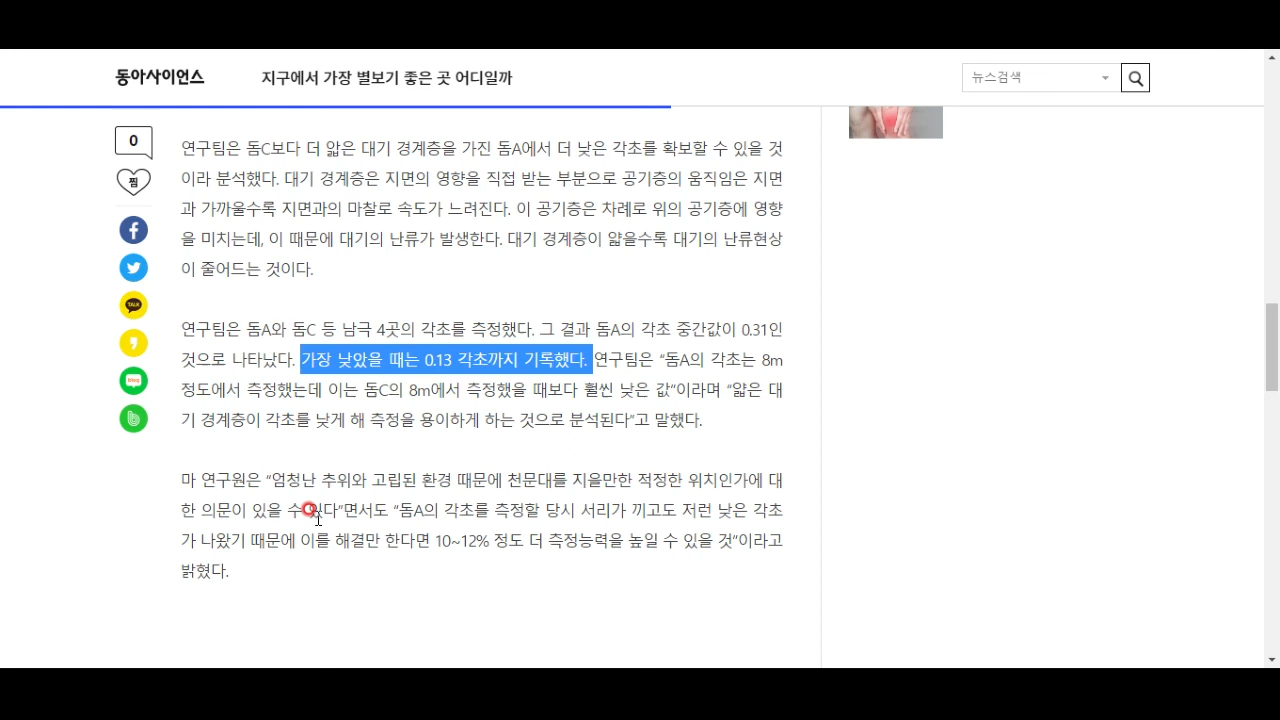 동아사이언스
지구에서 가장 별보기 좋은 곳 어디일까
뉴스검색
0
찜
TALK
blog
연구팀은 돔C보다 더 얇은 대기 경계층을 가진 돔A에서 더 낮은 각초를 확보할 수 있을 것
이라 분석했다. 대기 경계층은 지면의 영향을 직접 받는 부분으로 공기층의 움직임은 지면
과 가까울수록 지면과의 마찰로 속도가 느려진다. 이 공기층은 차례로 위의 공기층에 영향
을 미치는데, 이 때문에 대기의 난류가 발생한다. 대기 경계층이 얇을수록 대기의 난류현상
이 줄어드는 것이다.
연구팀은 돔A와 돔C 등 남극 4곳의 각초를 측정했다. 그 결과 돔A의 각초 중간값이 0.31인
것으로 나타났다. 가장 낮았을 때는 0.13 각초까지 기록했다. 연구팀은 “돔A의 각초는 8m
정도에서 측정했는데 이는 돔C의 8m에서 측정했을 때보다 훨씬 낮은 값”이라며 “얇은 대
기 경계층이 각초를 낮게 해 측정을 용이하게 하는 것으로 분석된다”고 말했다.
마 연구원은 “엄청난 추위와 고립된 환경 때문에 천문대를 지을만한 적정한 위치인가에 대
한 의문이 있을 수 있다”면서도 “돔A의 각초를 측정할 당시 서리가 끼고도 저런 낮은 각초
가 나왔기 때문에 이를 해결만 한다면 10~12% 정도 더 측정능력을 높일 수 있을 것”이라고
밝혔다.